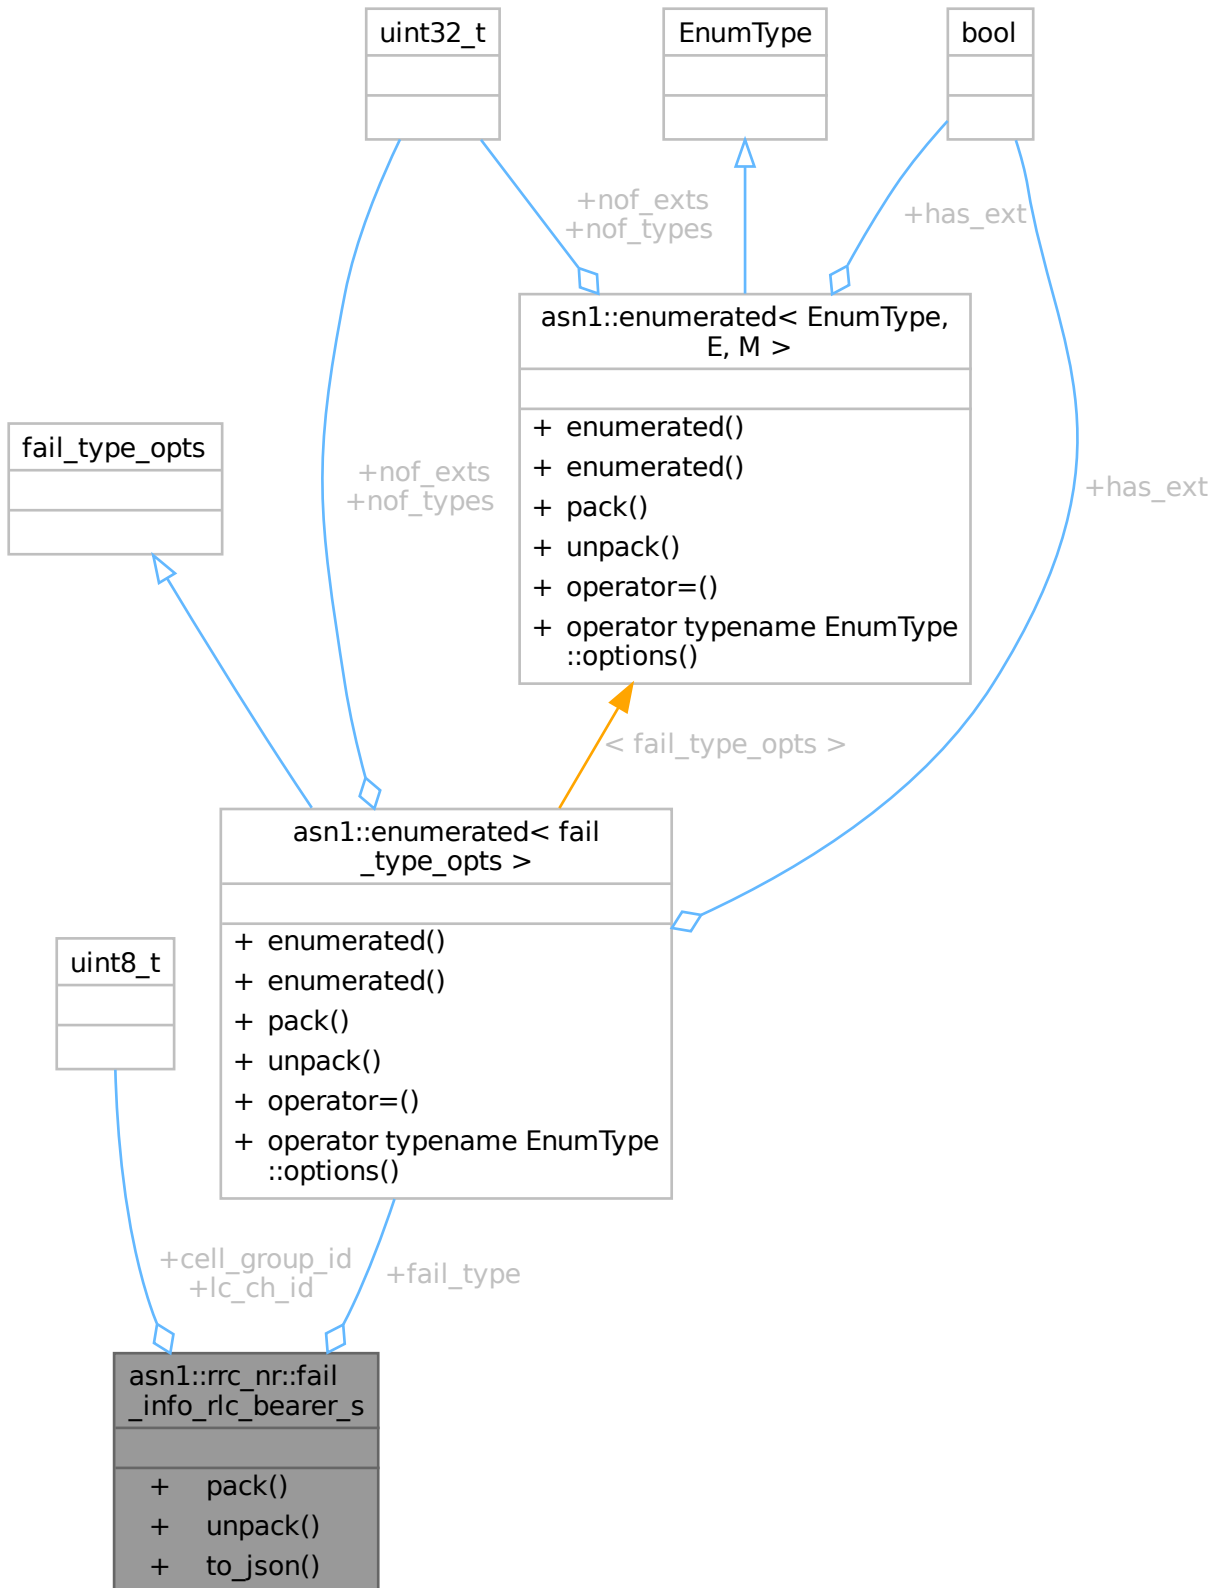 uint32_t
EnumType
bool
+nof_exts
+nof_types
+has_ext
asn1::enumerated< EnumType,
E, M >
+ enumerated()
+ enumerated()
+ pack()
+ unpack()
+ operator=()
+ operator typename EnumType
::options()
fail_type_opts
+nof_exts
+nof_types
+has_ext
< fail_type_opts >
asn1::enumerated< fail
_type_opts >
+ enumerated()
+ enumerated()
+ pack()
+ unpack()
+ operator=()
+ operator typename EnumType
::options()
uint8_t
+cell_group_id
+lc_ch_id
+fail_type
asn1::rrc_nr::fail
_info_rlc_bearer_s
+ pack()
+ unpack()
+ to_json()